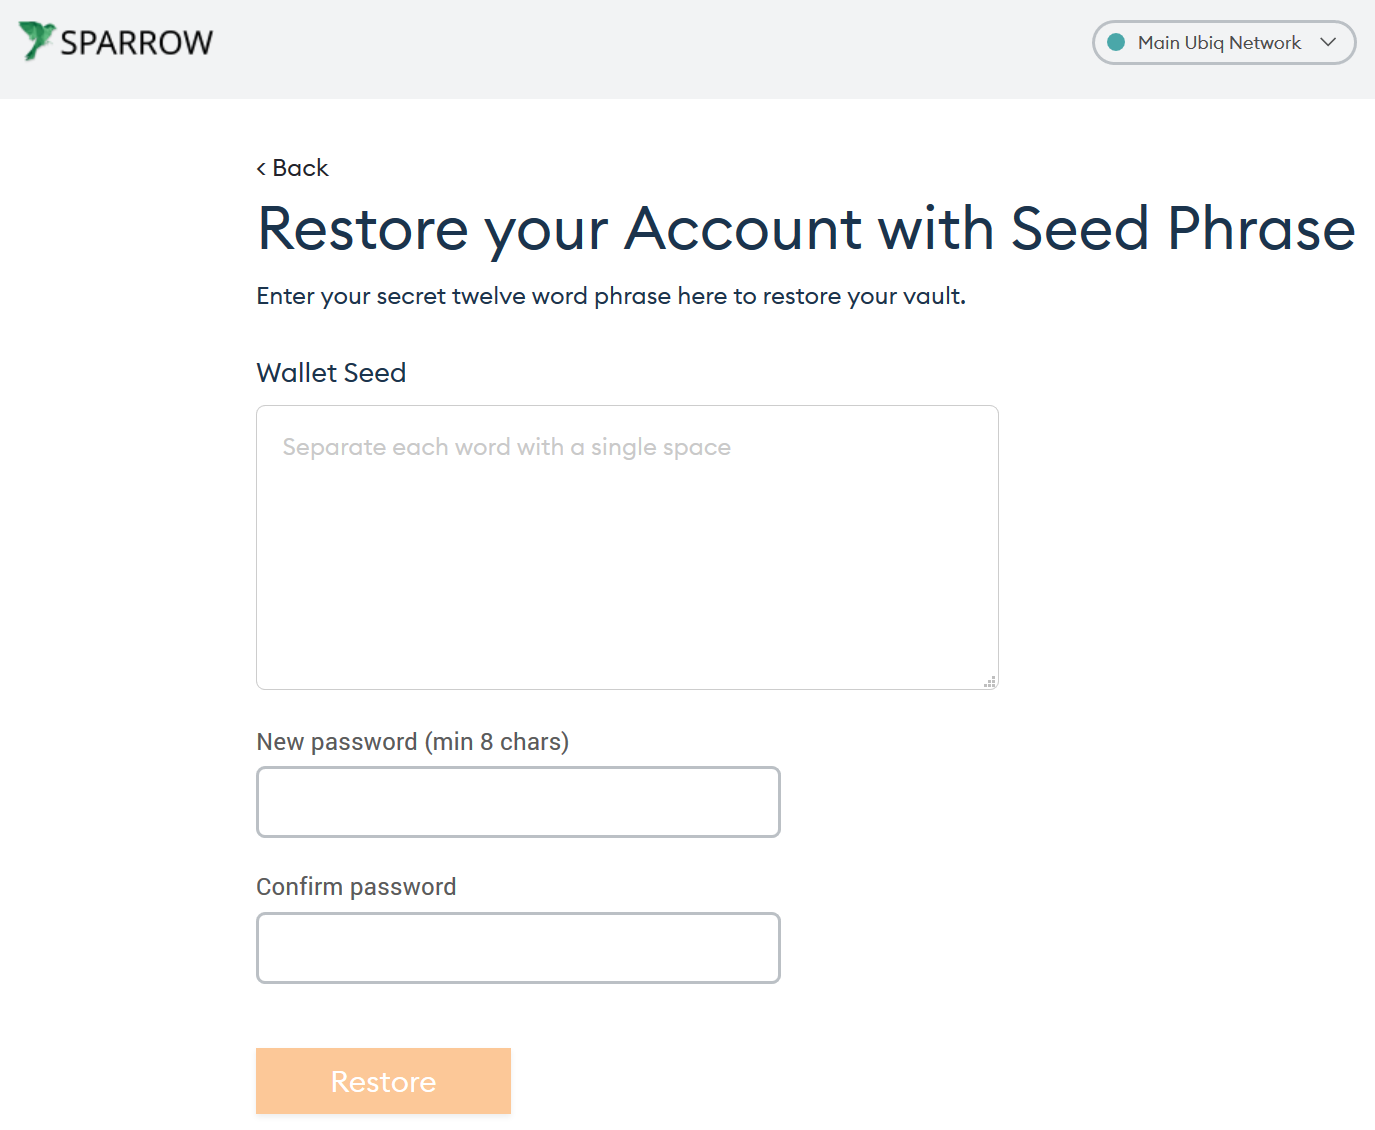 SPARROW
Main Ubiq Network
< Back
Restore your Account with Seed Phrase
Enter your secret twelve word phrase here to restore your vault.
Wallet Seed
Separate each word with a single space
New password (min 8 chars)
Confirm password
Restore